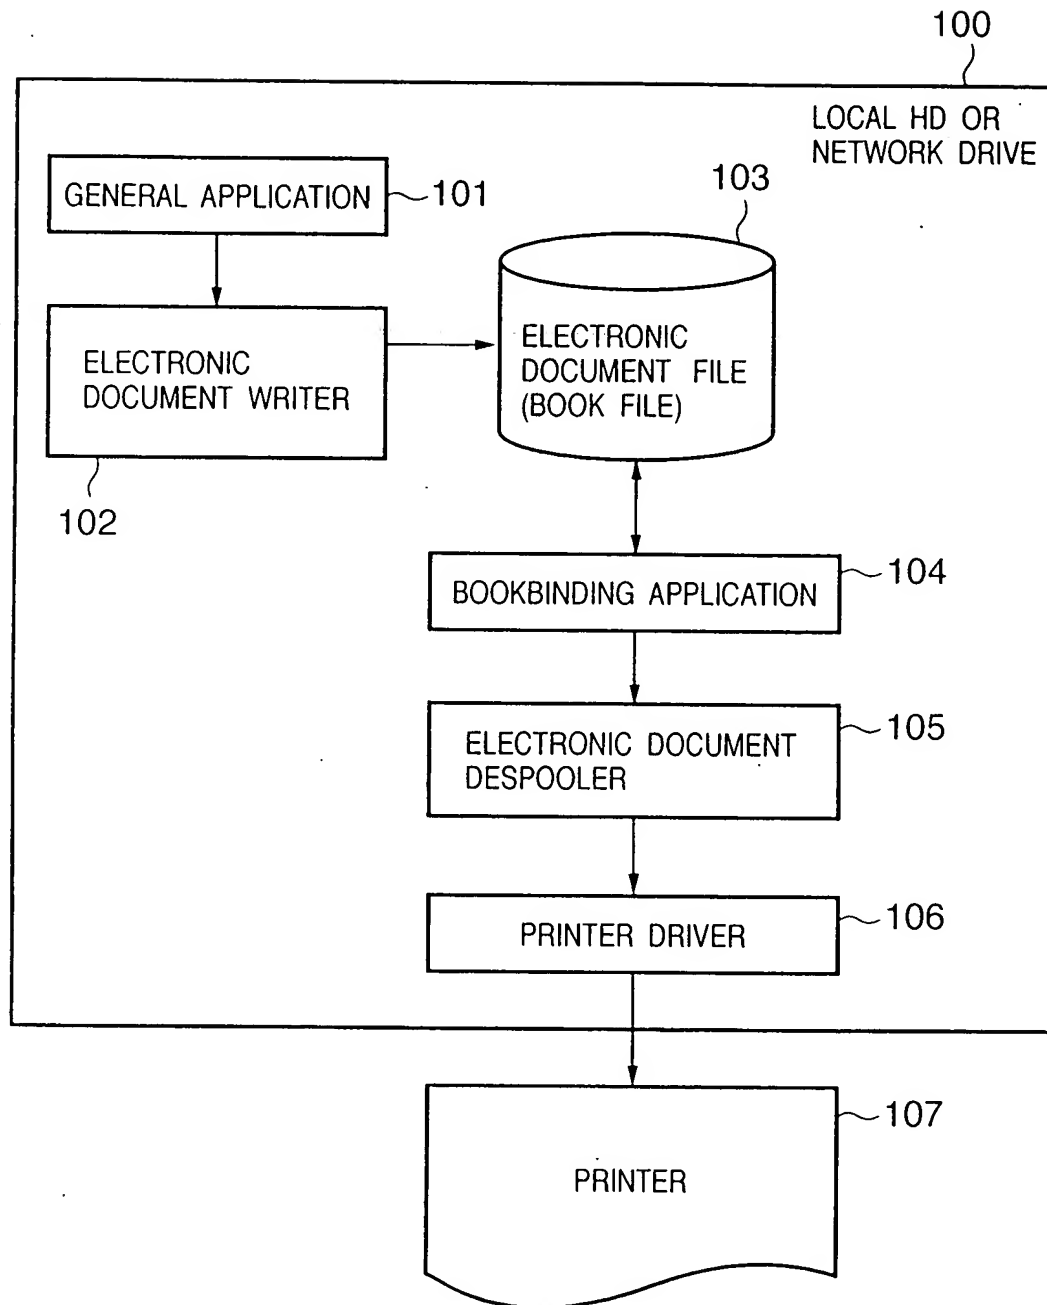 100
LOCAL HD OR
NETWORK DRIVE
GENERAL APPLICATION
101
103
ELECTRONIC
DOCUMENT WRITER
102
ELECTRONIC
DOCUMENT FILE
(BOOK FILE)
BOOKBINDING APPLICATION
104
ELECTRONIC DOCUMENT
DESPOOLER
105
PRINTER DRIVER
106
PRINTER
107